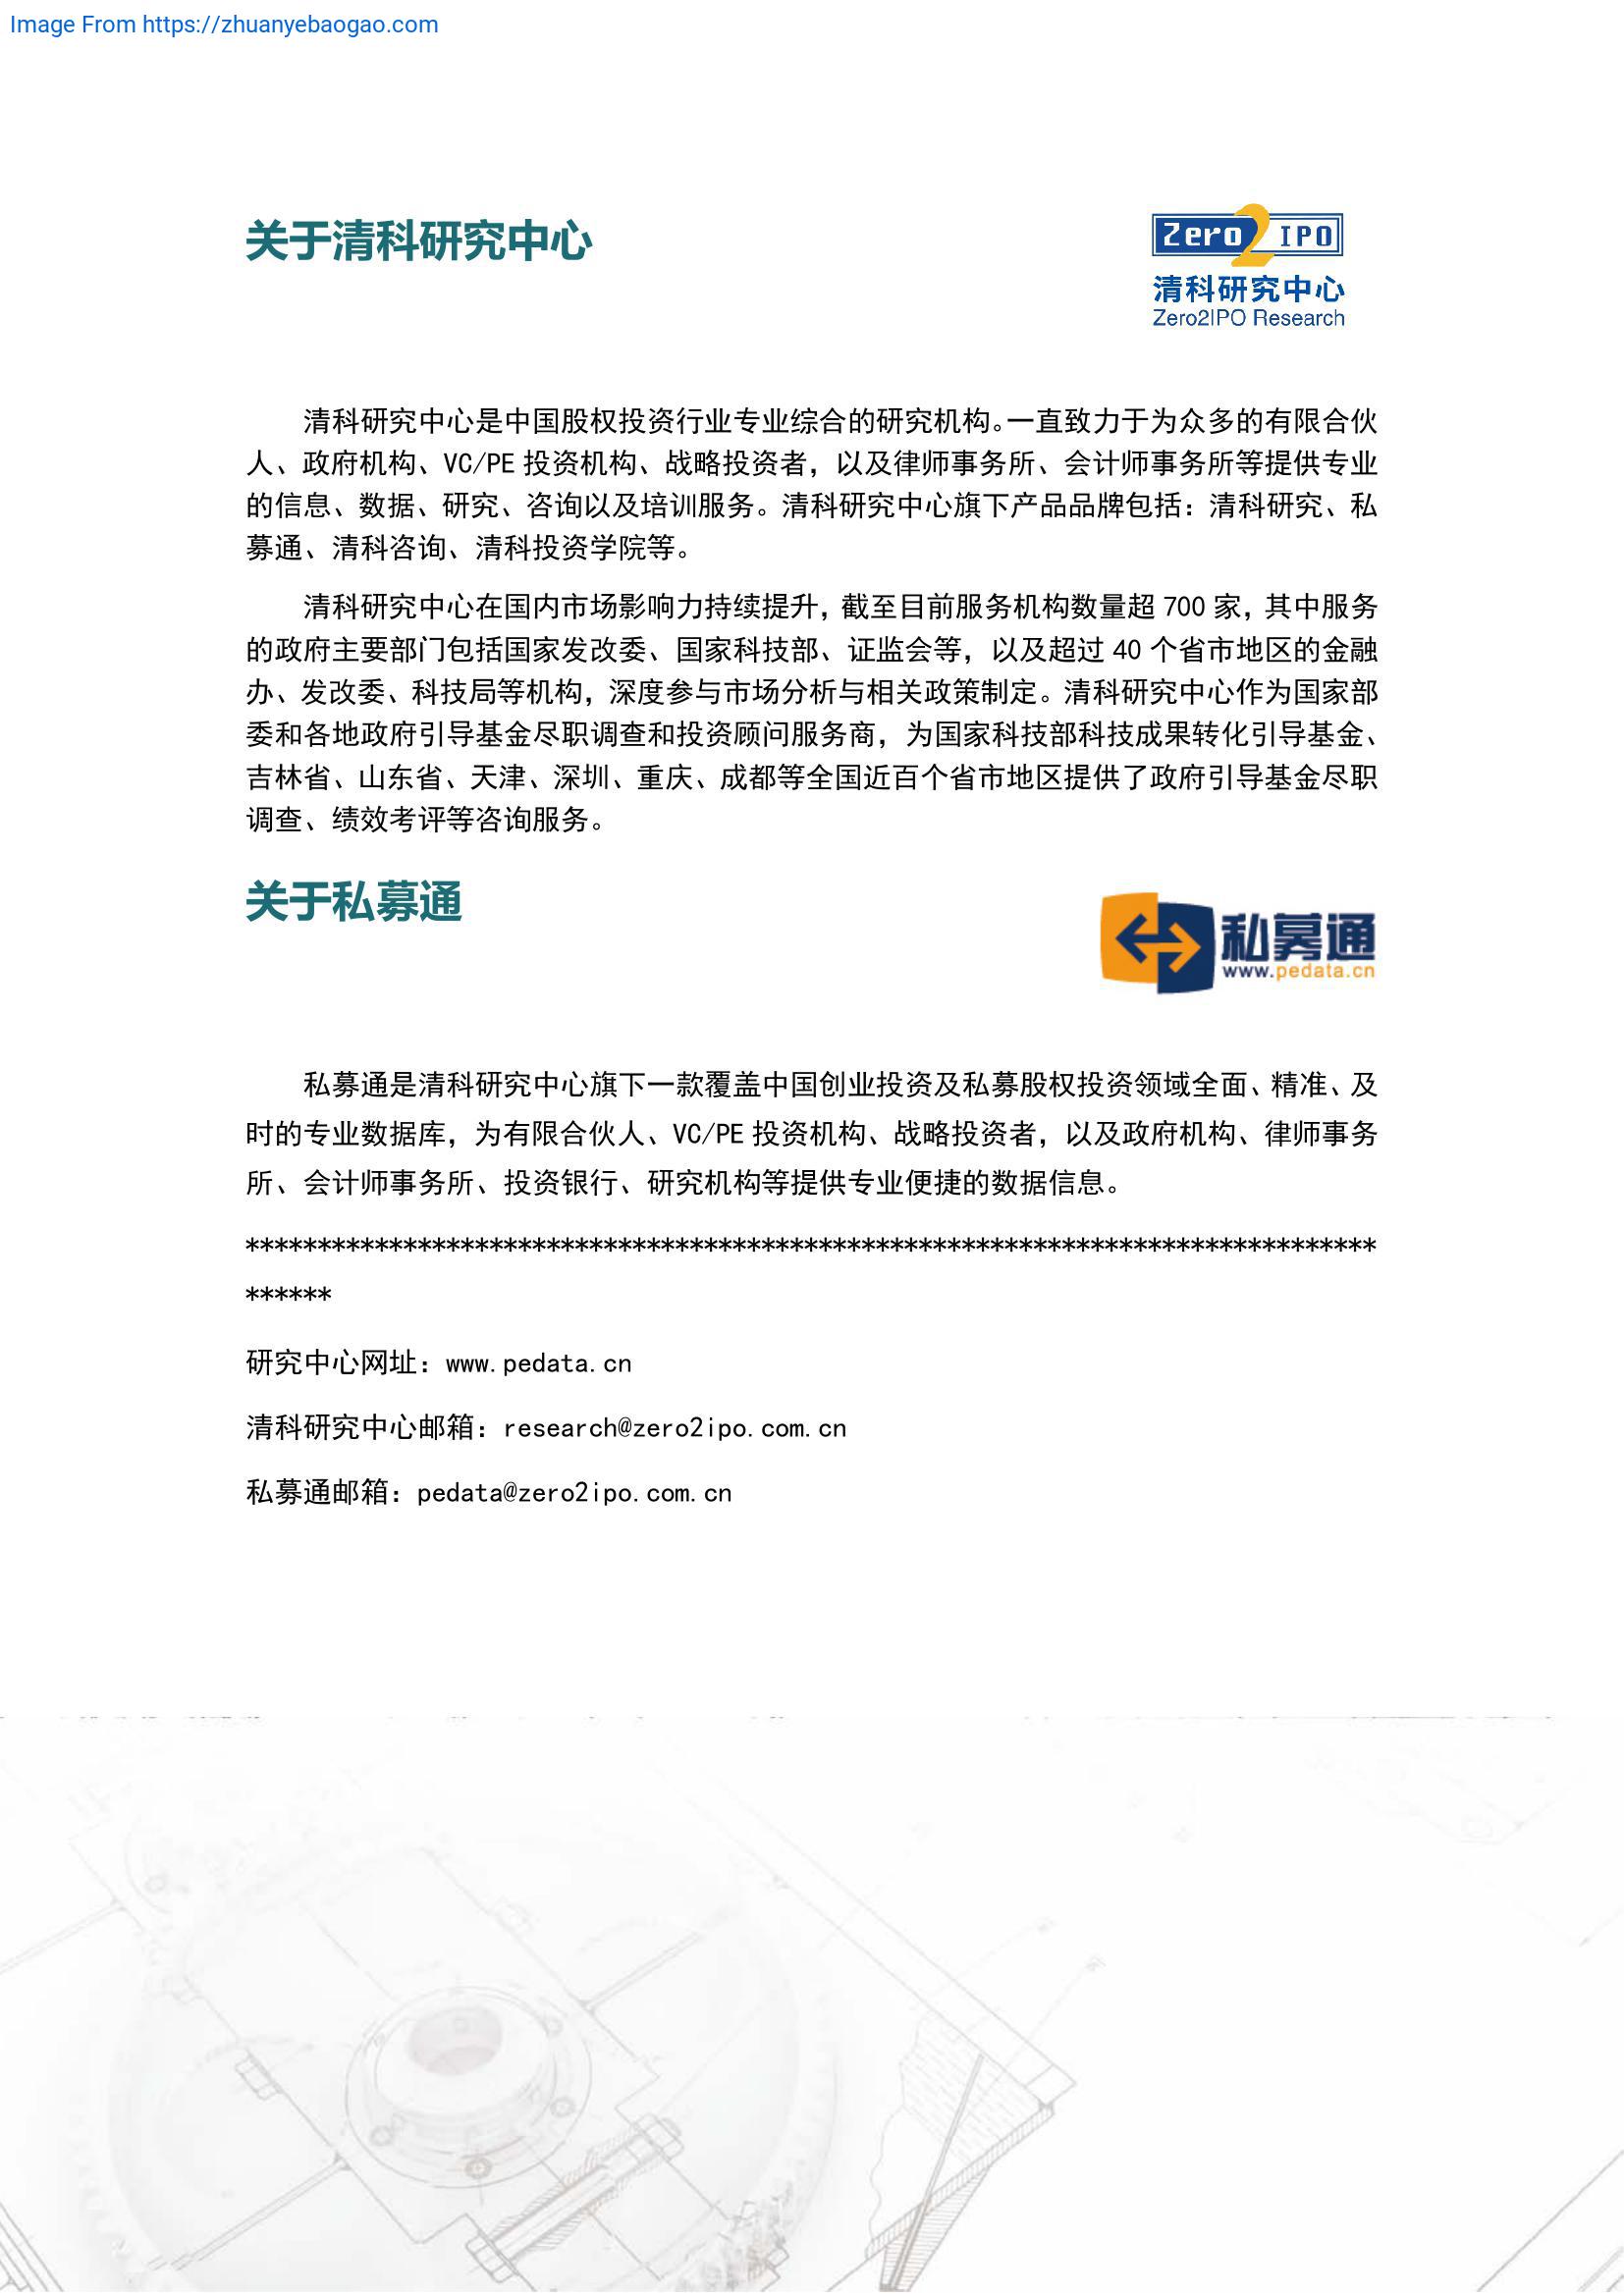 Image From https://zhuanyebaogao.com
关于清科研究中心
Zero2IPO
清科研究中心
Zero2IPO Research
清科研究中心是中国股权投资行业专业综合的研究机构。一直致力于为众多的有限合伙
人、政府机构、VC/PE 投资机构、战略投资者，以及律师事务所、会计师事务所等提供专业
的信息、数据、研究、咨询以及培训服务。清科研究中心旗下产品品牌包括：清科研究、私
募通、清科咨询、清科投资学院等。
清科研究中心在国内市场影响力持续提升，截至目前服务机构数量超 700 家，其中服务
的政府主要部门包括国家发改委、国家科技部、证监会等，以及超过 40 个省市地区的金融
办、发改委、科技局等机构，深度参与市场分析与相关政策制定。清科研究中心作为国家部
委和各地政府引导基金尽职调查和投资顾问服务商，为国家科技部科技成果转化引导基金、
吉林省、山东省、天津、深圳、重庆、成都等全国近百个省市地区提供了政府引导基金尽职
调查、绩效考评等咨询服务。
关于私募通
私募通
www.pedata.cn
私募通是清科研究中心旗下一款覆盖中国创业投资及私募股权投资领域全面、精准、及
时的专业数据库，为有限合伙人、VC/PE 投资机构、战略投资者，以及政府机构、律师事务
所、会计师事务所、投资银行、研究机构等提供专业便捷的数据信息。
*******************************************************************************
******
研究中心网址：www.pedata.cn
清科研究中心邮箱：research@zero2ipo.com.cn
私募通邮箱：pedata@zero2ipo.com.cn